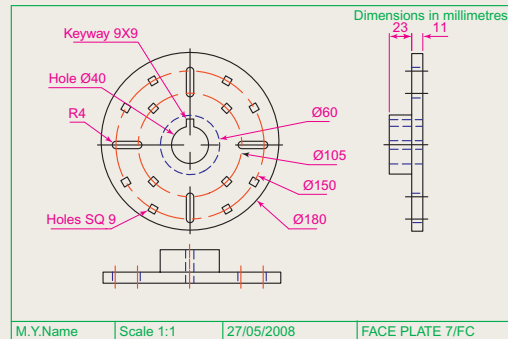 Dimensions in millimetres
23 11
Keyway 9X9
Hole Ø40
R4
Ø60
Ø105
Ø150
Holes SQ 9
Ø180
M.Y.Name Scale 1:1 27/05/2008 FACE PLATE 7/FC